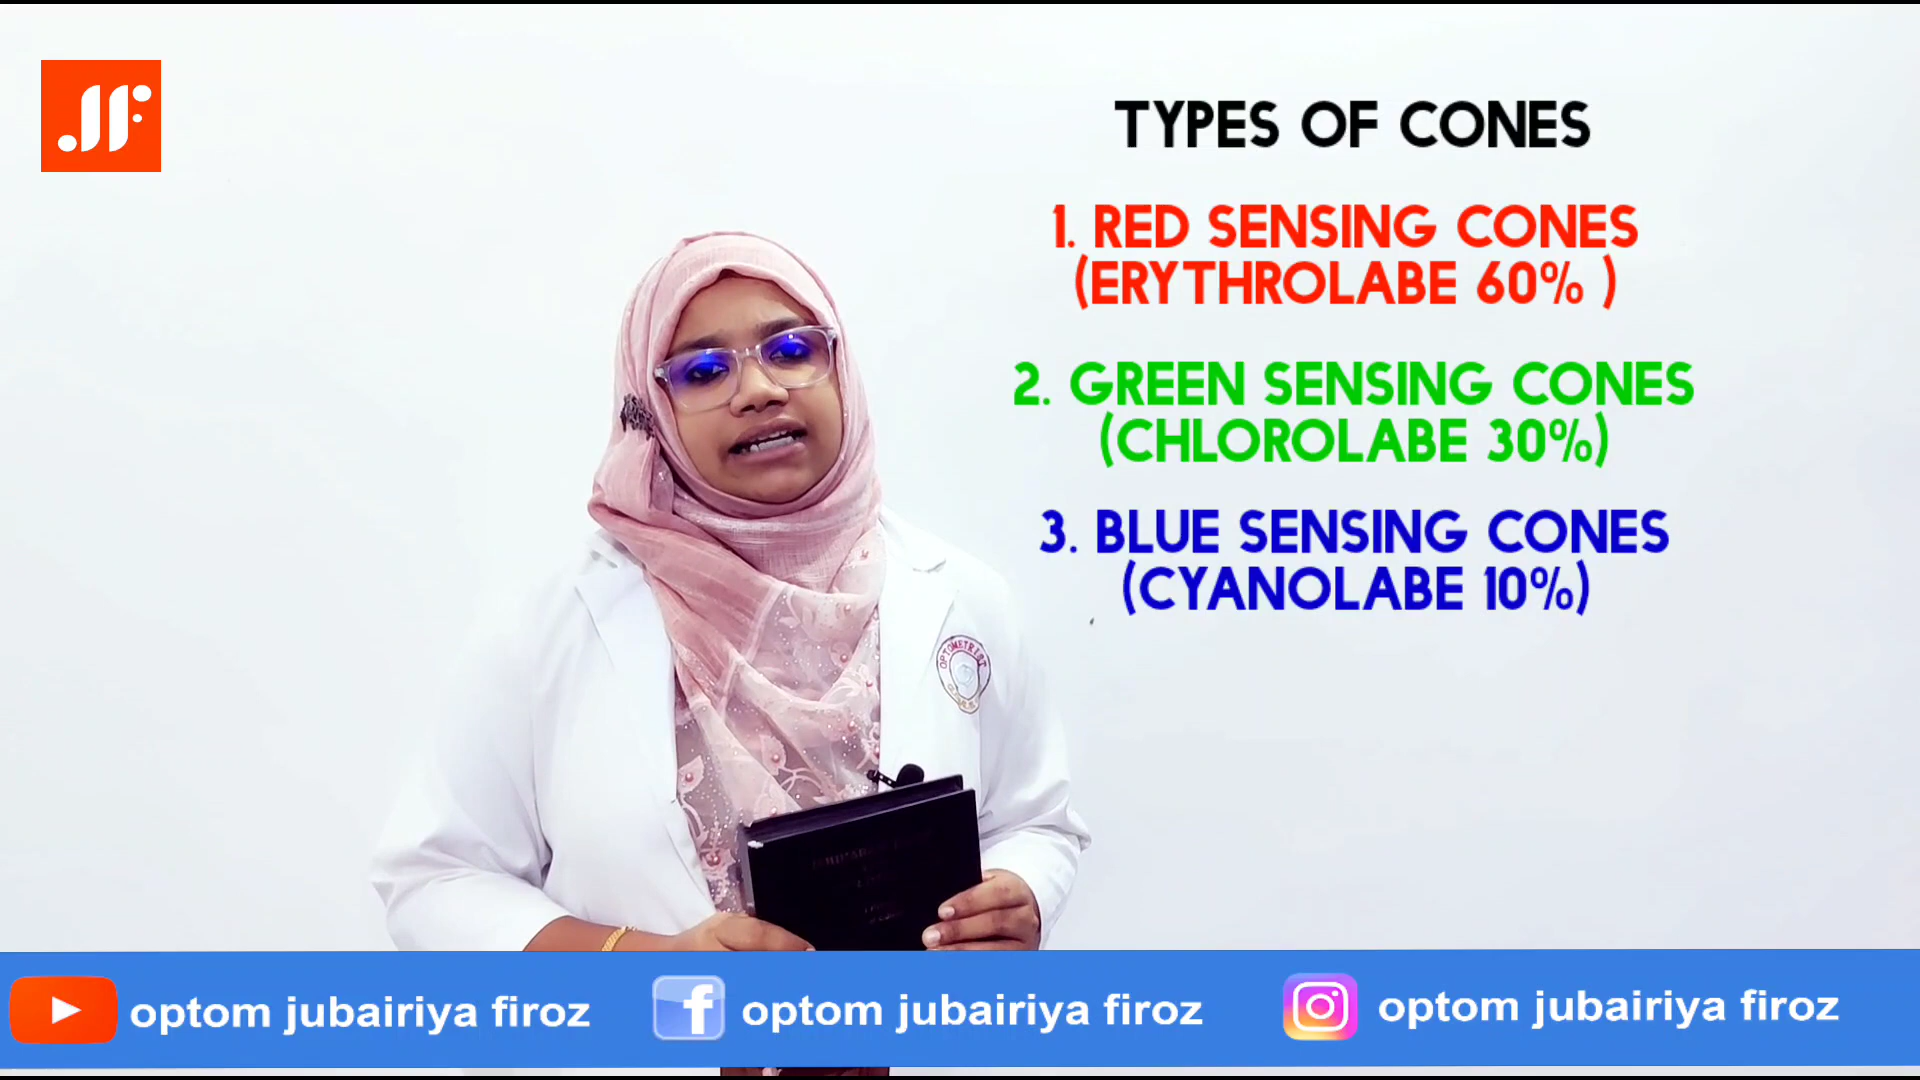 TYPES OF CONES
1. RED SENSING CONES
(ERYTHROLABE 60% )
2. GREEN SENSING CONES
(CHLOROLABE 30%)
3. BLUE SENSING CONES
(CYANOLABE 10%)
OPTOMETRIST
optom jubairiya firoz
optom jubairiya firoz
optom jubairiya firoz